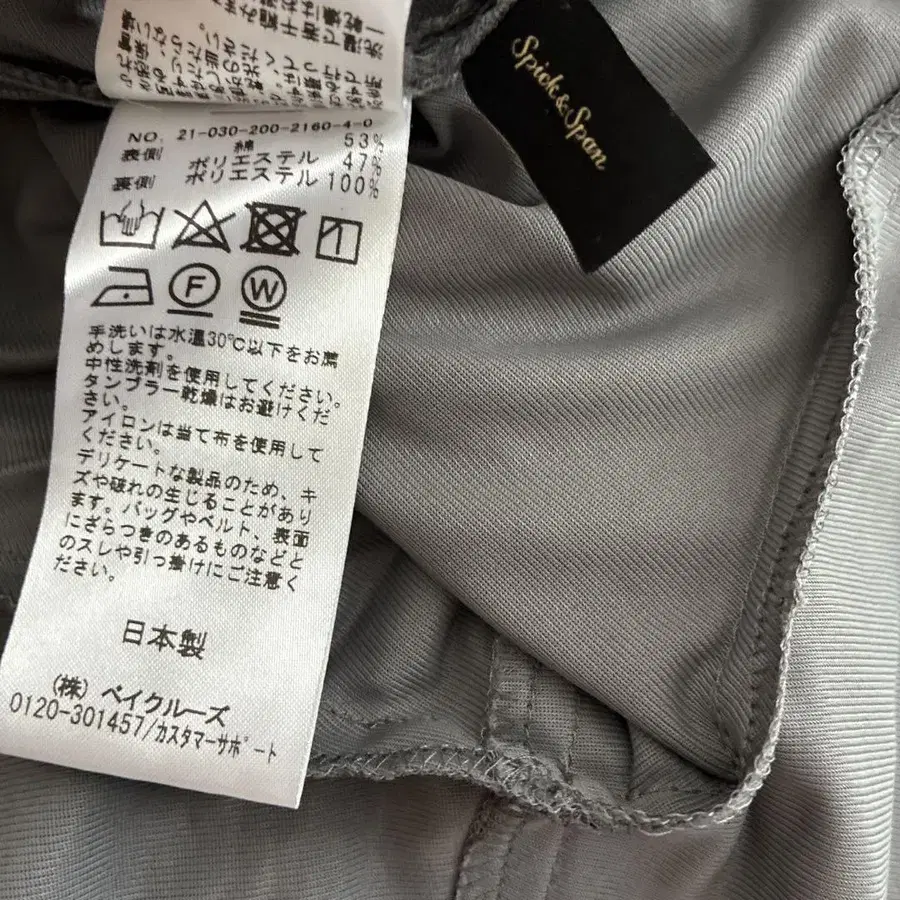 Spick&Span
NO. 21-030-200-2160-4-0
表側 綿 53%
ポリエステル 47%
裏側 ポリエステル 100%
F
W
手洗いは水温30℃以下をお薦
めします。
中性洗剤を使用してください。
タンブラー乾燥はお避けくだ
さい。
アイロンは当て布を使用して
ください。
デリケートな製品のため、キ
ズや破れの生じることがあり
ます。バッグやベルト、表面
にざらつきのあるものなどと
のスレや引っ掛けにご注意く
ださい。
日本製
(株) ベイクルーズ
0120-301457/カスタマーサポート